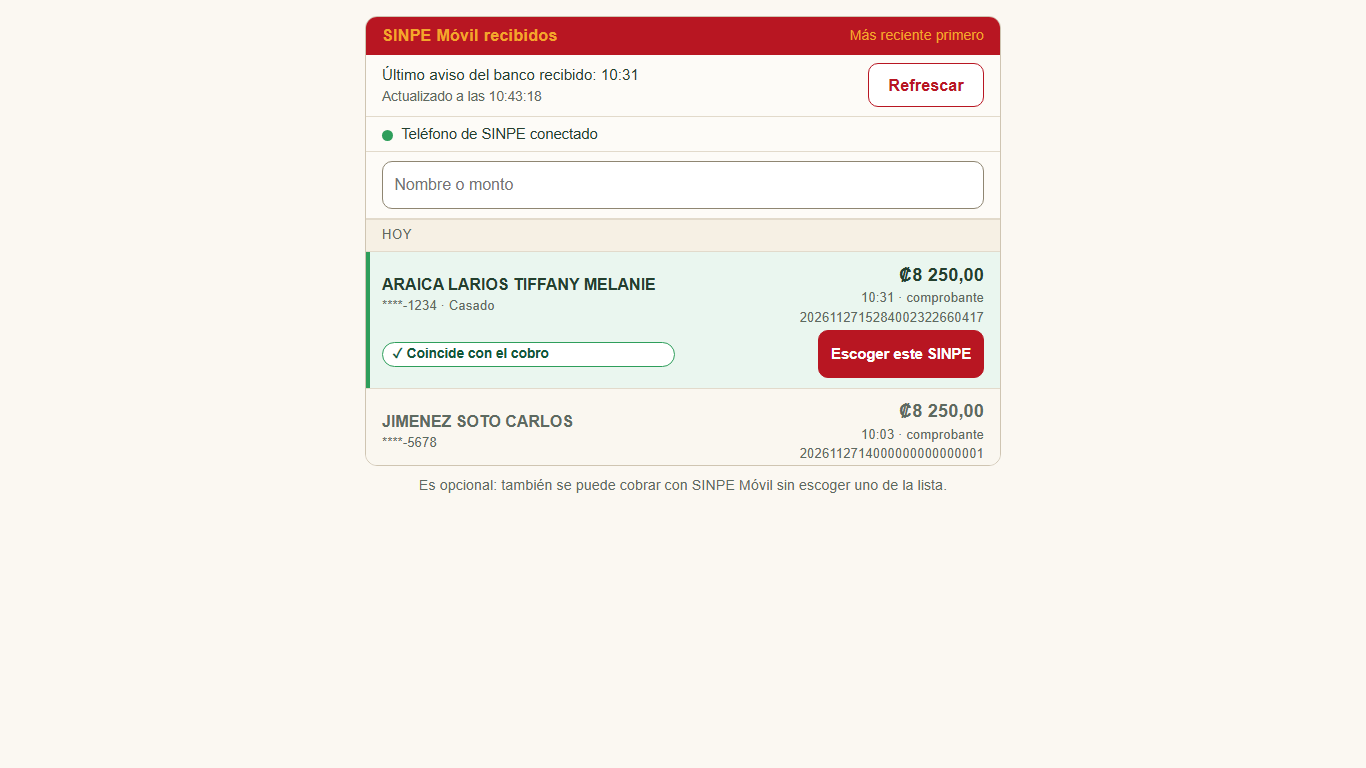 SINPE Móvil recibidos
Más reciente primero
Último aviso del banco recibido: 10:31
Actualizado a las 10:43:18
Refrescar
Teléfono de SINPE conectado
Nombre o monto
HOY
ARAICA LARIOS TIFFANY MELANIE
****-1234 · Casado
₡8 250,00
10:31 · comprobante
2026112715284002322660417
✓ Coincide con el cobro
Escoger este SINPE
JIMENEZ SOTO CARLOS
****-5678
₡8 250,00
10:03 · comprobante
2026112714000000000000001
Es opcional: también se puede cobrar con SINPE Móvil sin escoger uno de la lista.